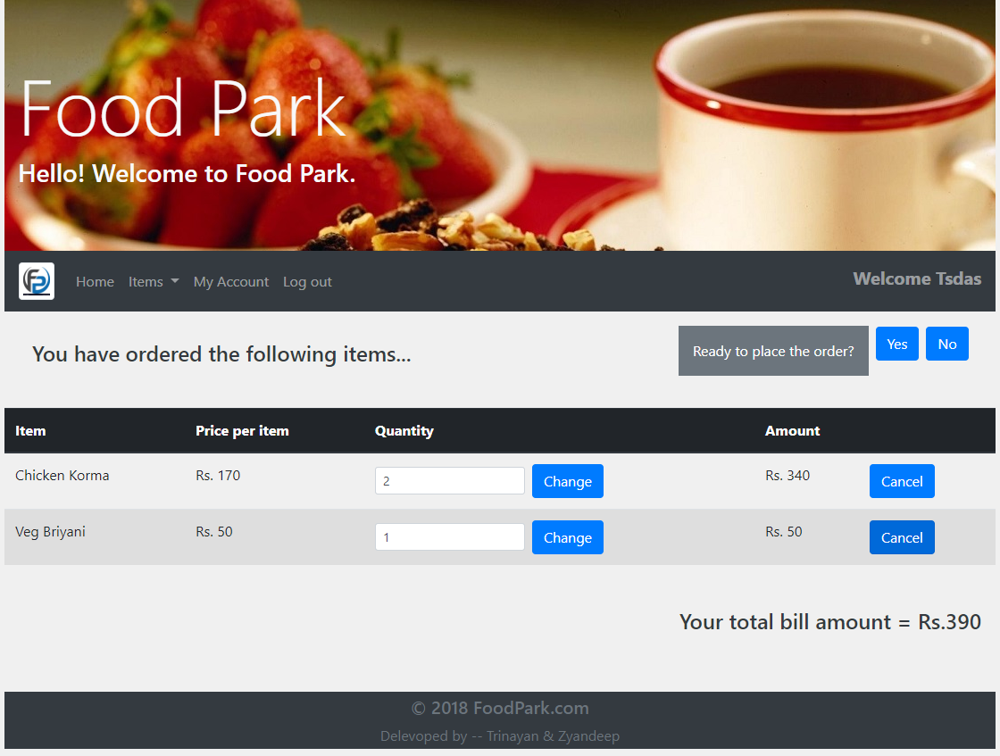 Food Park
Hello! Welcome to Food Park.
FP Home Items My Account Log out Welcome Tsdas
You have ordered the following items... Ready to place the order? Yes No
Item Price per item Quantity Amount
Chicken Korma Rs. 170 2 Change Rs. 340 Cancel
Veg Briyani Rs. 50 1 Change Rs. 50 Cancel
Your total bill amount = Rs.390
© 2018 FoodPark.com
Delevoped by -- Trinayan & Zyandeep